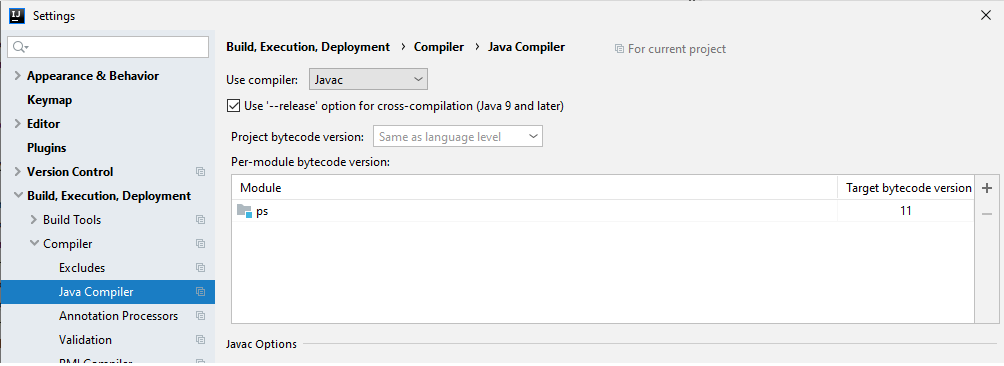 IJ Settings
Build, Execution, Deployment › Compiler › Java Compiler For current project
Use compiler: Javac
Appearance & Behavior
Use '--release' option for cross-compilation (Java 9 and later)
Keymap
Editor
Project bytecode version: Same as language level
Plugins
Per-module bytecode version:
Version Control
Module Target bytecode version
Build, Execution, Deployment
ps 11
Build Tools
Compiler
Excludes
Java Compiler
Annotation Processors
Validation
Javac Options
RMI Compiler